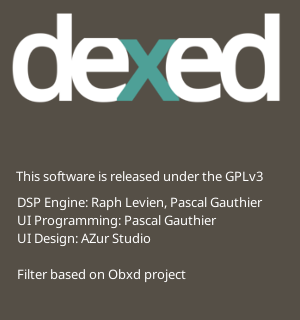 dexed
This software is released under the GPLv3
DSP Engine: Raph Levien, Pascal Gauthier
UI Programming: Pascal Gauthier
UI Design: AZur Studio
Filter based on Obxd project